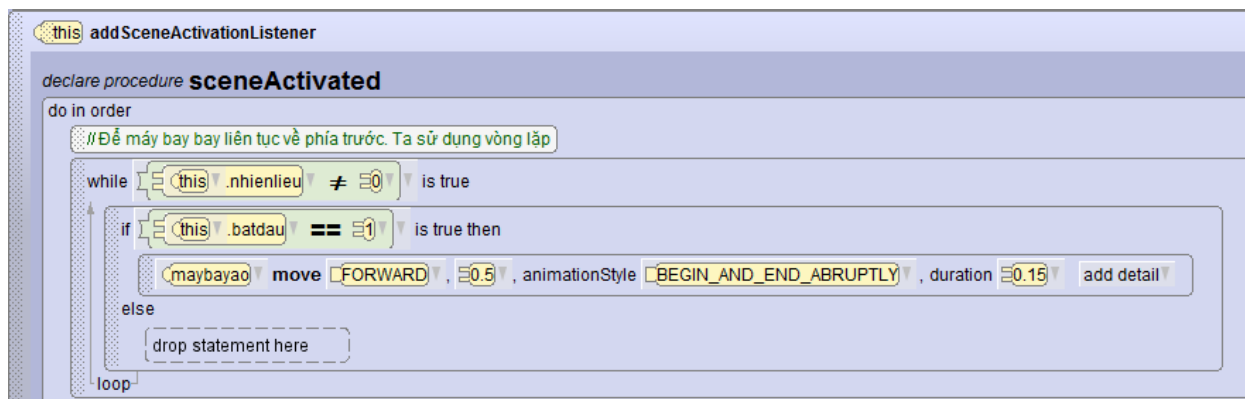 this addSceneActivationListener
declare procedure sceneActivated
do in order
//Để máy bay bay liên tục về phía trước. Ta sử dụng vòng lặp
while this .nhienlieu ≠ 0 is true
if this .batdau == 1 is true then
maybayao move FORWARD , 0.5 , animationStyle BEGIN_AND_END_ABRUPTLY , duration 0.15 add detail
else
drop statement here
loop